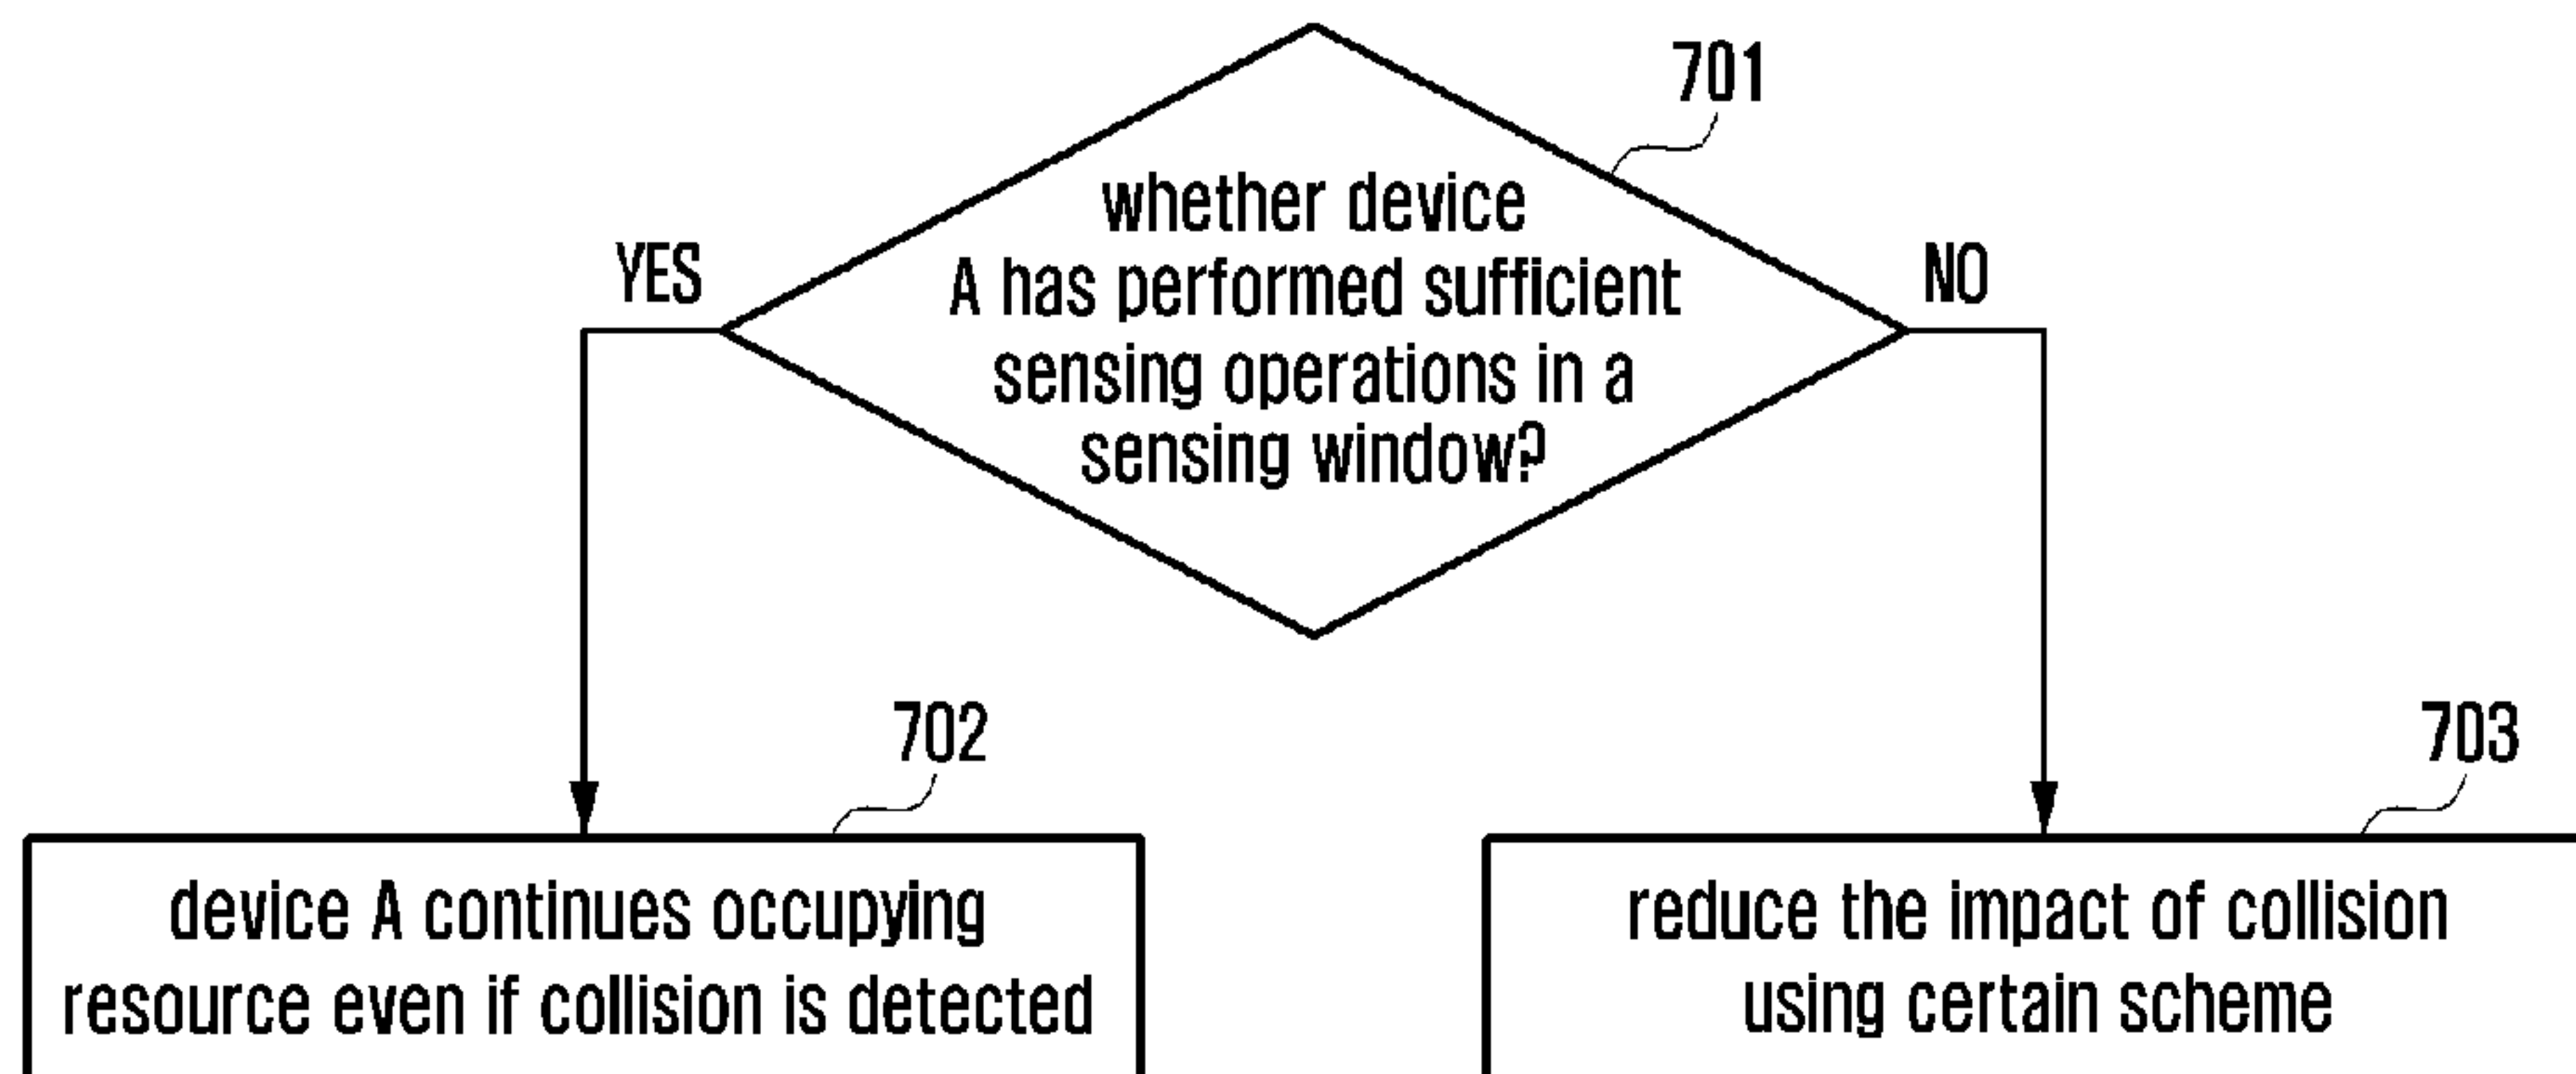 701
whether device
A has performed sufficient
sensing operations in a
sensing window?
YES
NO
702
device A continues occupying
resource even if collision is detected
703
reduce the impact of collision
using certain scheme